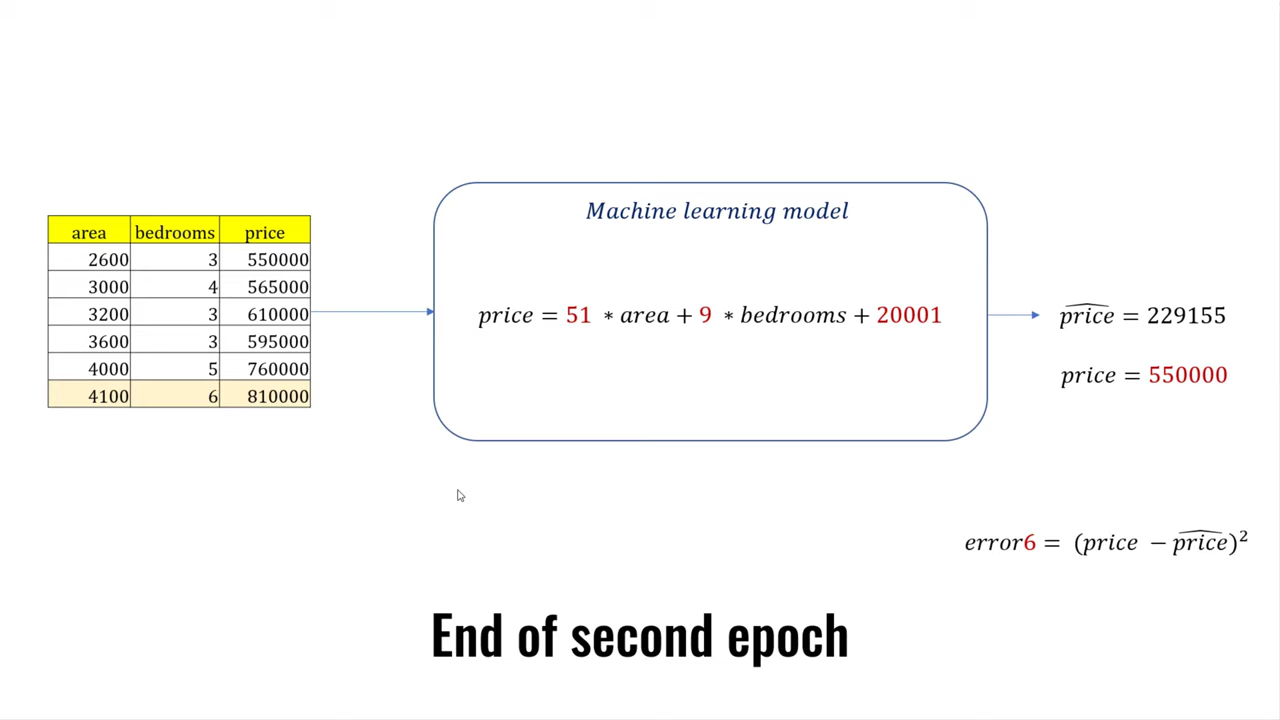 Machine learning model
area bedrooms price
2600 3 550000
3000 4 565000
3200 3 610000
3600 3 595000
4000 5 760000
4100 6 810000
price = 51 * area + 9 * bedrooms + 20001
p̂rice = 229155
price = 550000
error6 = (price − p̂rice)²
End of second epoch